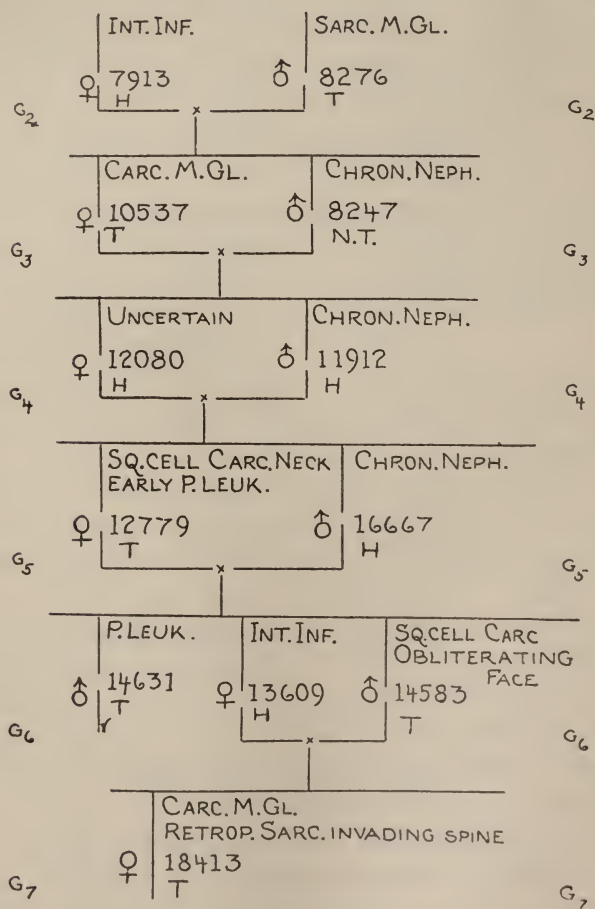 INT. INF. SARC. M. GL.
♀ 7913 ♂ 8276
H T
G2 × G2
CARC. M. GL. CHRON. NEPH.
♀ 10537 ♂ 8247
T N.T.
G3 × G3
UNCERTAIN CHRON. NEPH.
♀ 12080 ♂ 11912
H H
G4 × G4
SQ. CELL CARC. NECK CHRON. NEPH.
EARLY P. LEUK.
♀ 12779 ♂ 16667
T H
G5 × G5
P. LEUK. INT. INF. SQ. CELL CARC
OBLITERATING
FACE
♂ 14631 ♀ 13609 ♂ 14583
T H T
G6 × G6
CARC. M. GL.
RETROP. SARC. INVADING SPINE
♀ 18413
T
G7 G7